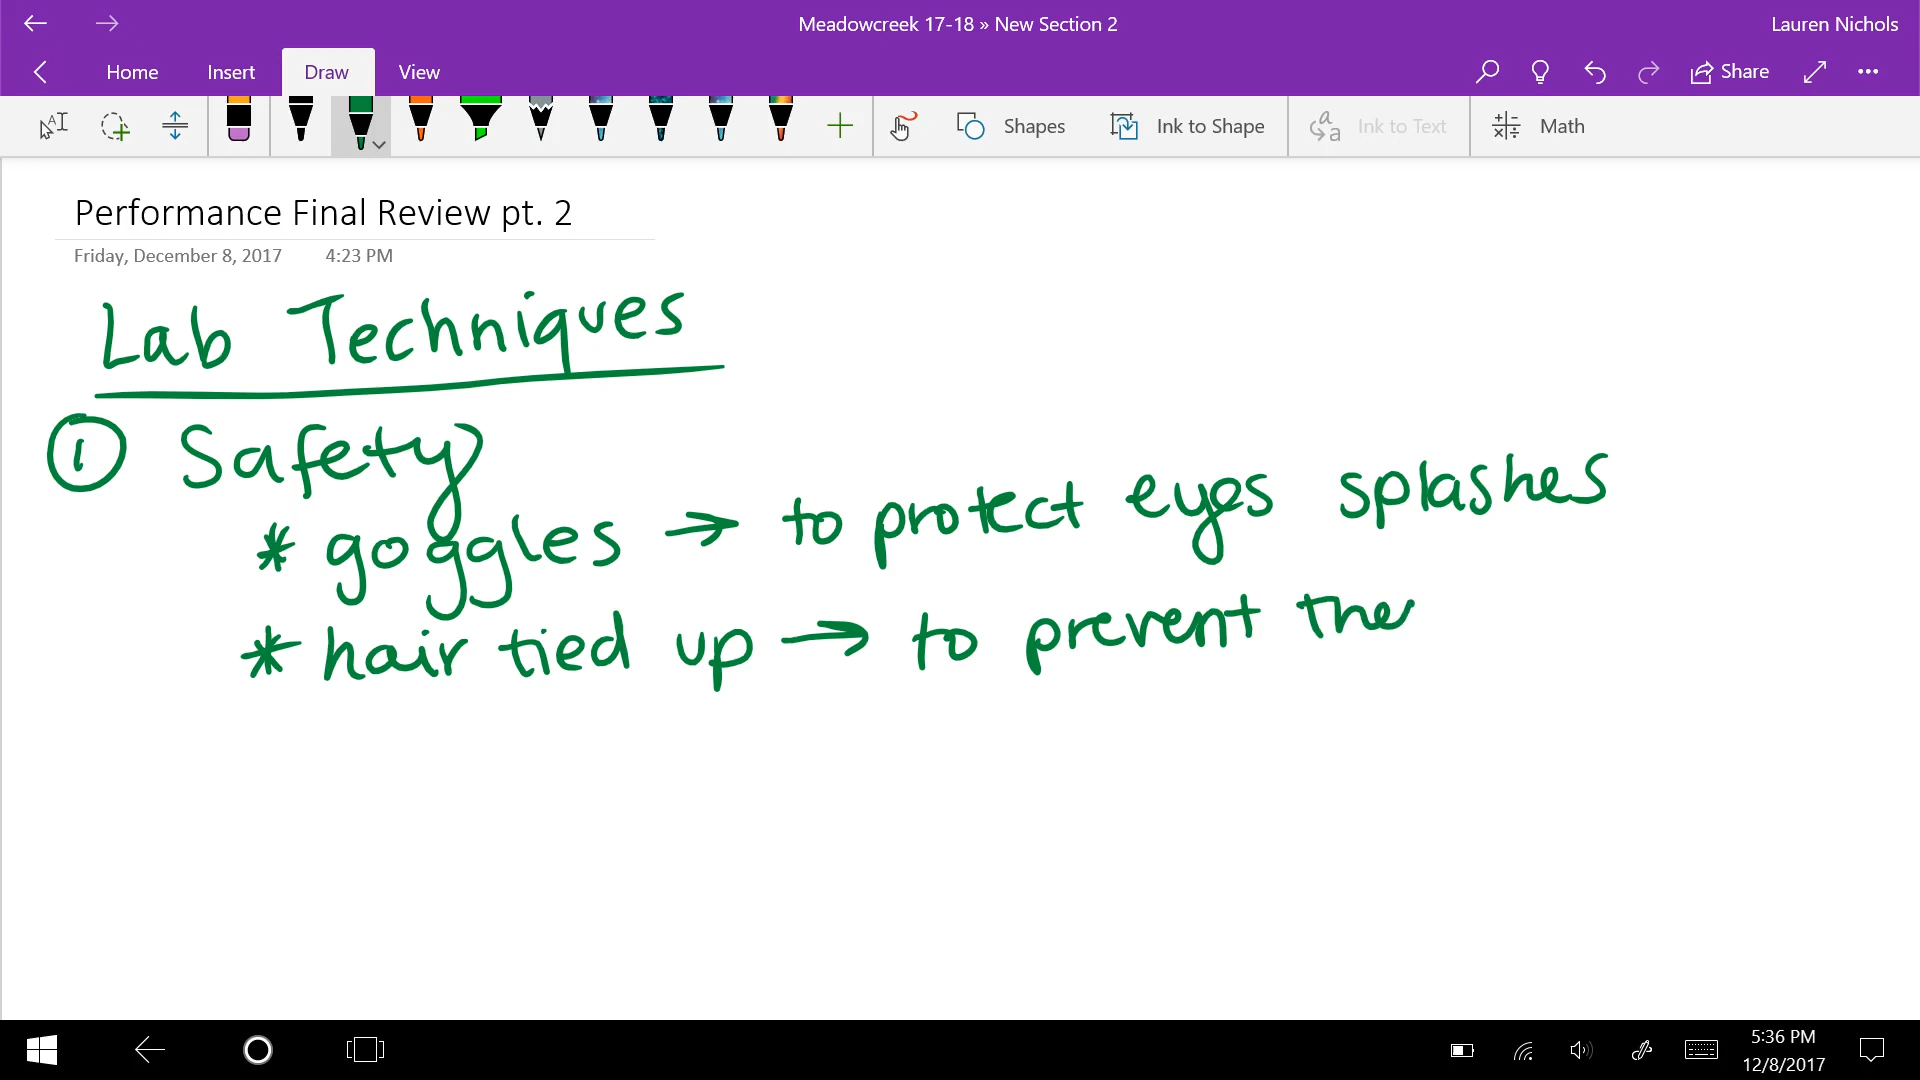 Meadowcreek 17-18 » New Section 2
Lauren Nichols
Home Insert Draw View
Share
Shapes Ink to Shape Ink to Text Math
Performance Final Review pt. 2
Friday, December 8, 2017 4:23 PM
Lab Techniques
① Safety
* goggles → to protect eyes splashes
* hair tied up → to prevent the
5:36 PM
12/8/2017